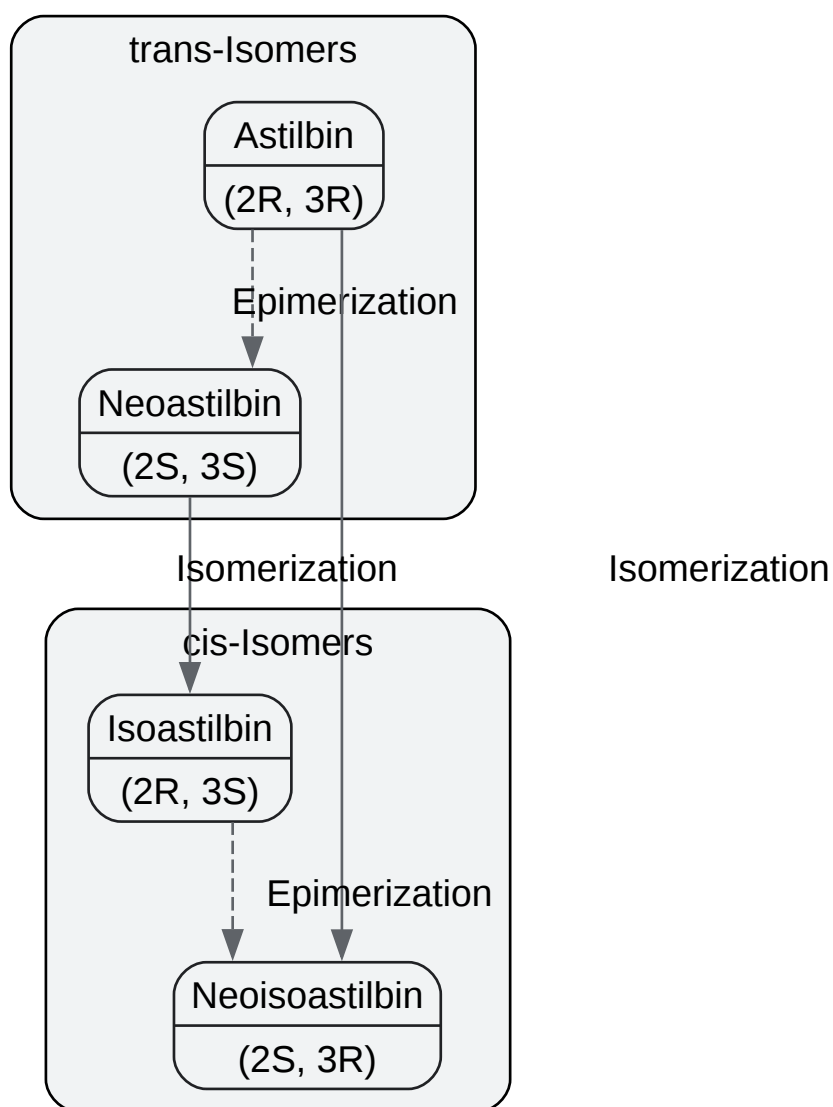 trans-Isomers
Astilbin
(2R, 3R)
Epimerization
Neoastilbin
(2S, 3S)
Isomerization
Isomerization
cis-Isomers
Isoastilbin
(2R, 3S)
Epimerization
Neoisoastilbin
(2S, 3R)